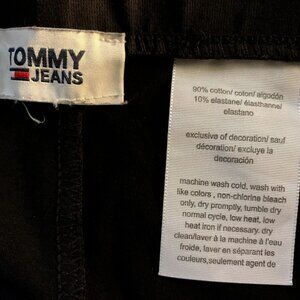 TOMMY
JEANS
90% cotton/ coton/ algodón
10% elastane/ élasthanne/
elastano
exclusive of decoration/ sauf
décoration/ excluye la
decoración
machine wash cold, wash with
like colors , non-chlorine bleach
only, dry promptly, tumble dry
normal cycle, low heat, low
heat iron if necessary. dry
clean/laver à la machine à l'eau
froide, laver en séparant les
couleurs,seulement agent de